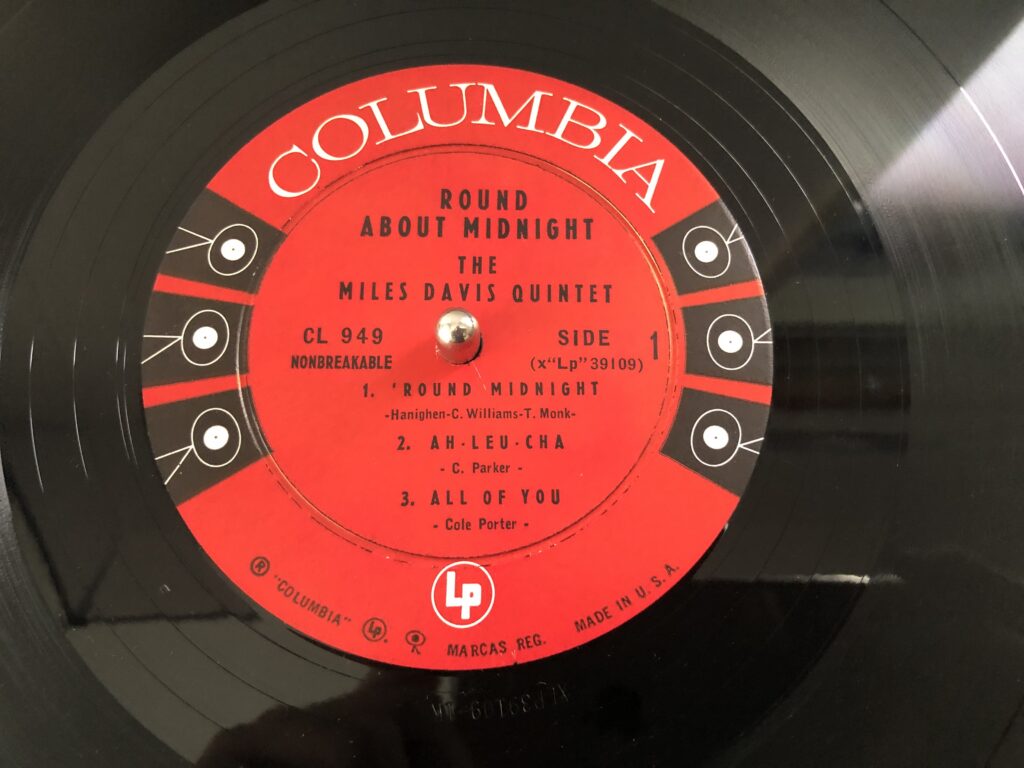 COLUMBIA
ROUND
ABOUT MIDNIGHT
THE
MILES DAVIS QUINTET
CL 949
NONBREAKABLE
SIDE 1
(x“Lp”39109)
1. ‘ROUND MIDNIGHT
-Hanighen-C. Williams-T. Monk-
2. AH-LEU-CHA
- C. Parker -
3. ALL OF YOU
- Cole Porter -
Lp
® "COLUMBIA" Lp. MARCAS REG. MADE IN U. S. A.